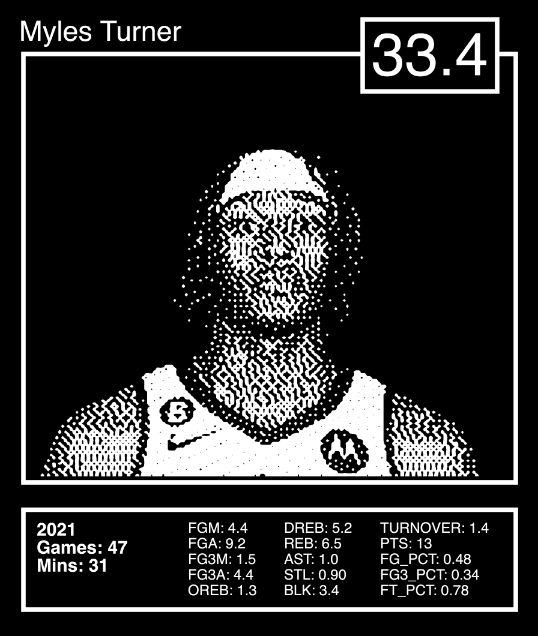 Myles Turner
33.4
2021
Games: 47
Mins: 31
FGM: 4.4
FGA: 9.2
FG3M: 1.5
FG3A: 4.4
OREB: 1.3
DREB: 5.2
REB: 6.5
AST: 1.0
STL: 0.90
BLK: 3.4
TURNOVER: 1.4
PTS: 13
FG_PCT: 0.48
FG3_PCT: 0.34
FT_PCT: 0.78